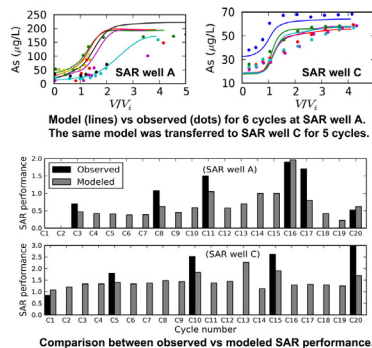 As (μg/L)
250
200
150
100
50
0
0
1
2
3
4
5
V/Vi
SAR well A
As (μg/L)
70
60
50
40
30
20
10
0
1
2
3
4
5
V/Vi
SAR well C
Model (lines) vs observed (dots) for 6 cycles at SAR well A.
The same model was transferred to SAR well C for 5 cycles.
SAR performance
2.0
1.5
1.0
0.5
0.0
Observed
Modeled
(SAR well A)
C1 C2 C3 C4 C5 C6 C7 C8 C9 C10 C11 C12 C13 C14 C15 C16 C17 C18 C19 C20
SAR performance
3.0
2.5
2.0
1.5
1.0
0.5
0.0
(SAR well C)
C1 C2 C3 C4 C5 C6 C7 C8 C9 C10 C11 C12 C13 C14 C15 C16 C17 C18 C19 C20
Cycle number
Comparison between observed vs modeled SAR performance.